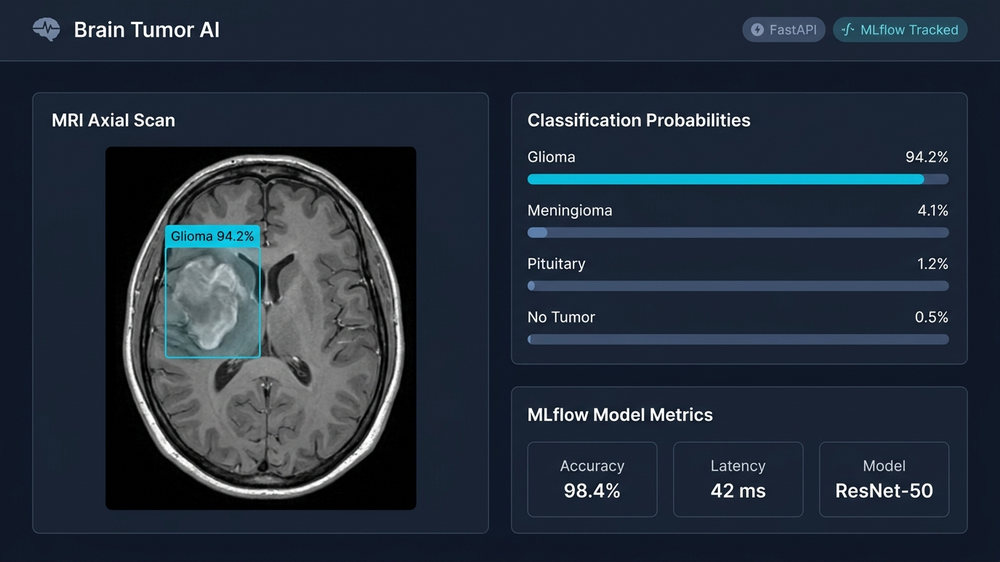 Brain Tumor AI
FastAPI
MLflow Tracked
MRI Axial Scan
Glioma 94.2%
Classification Probabilities
Glioma 94.2%
Meningioma 4.1%
Pituitary 1.2%
No Tumor 0.5%
MLflow Model Metrics
Accuracy
98.4%
Latency
42 ms
Model
ResNet-50